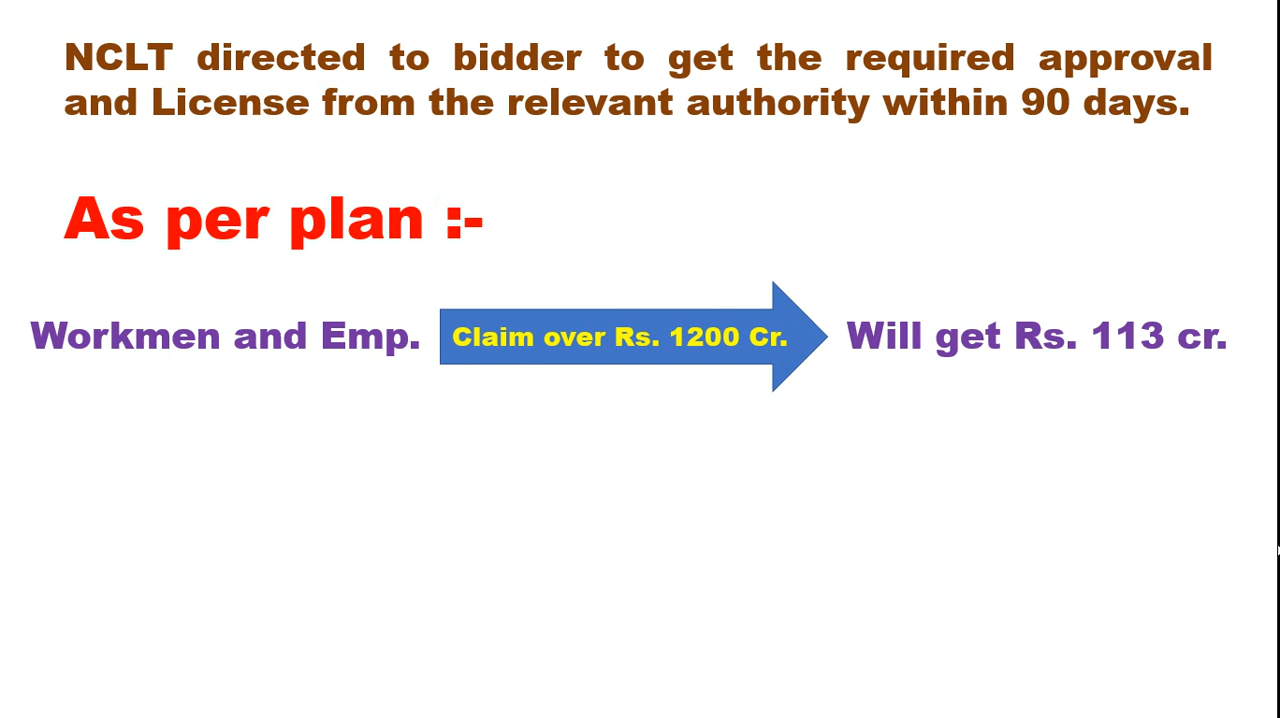 NCLT directed to bidder to get the required approval
and License from the relevant authority within 90 days.
As per plan :-
Workmen and Emp. Claim over Rs. 1200 Cr. Will get Rs. 113 cr.